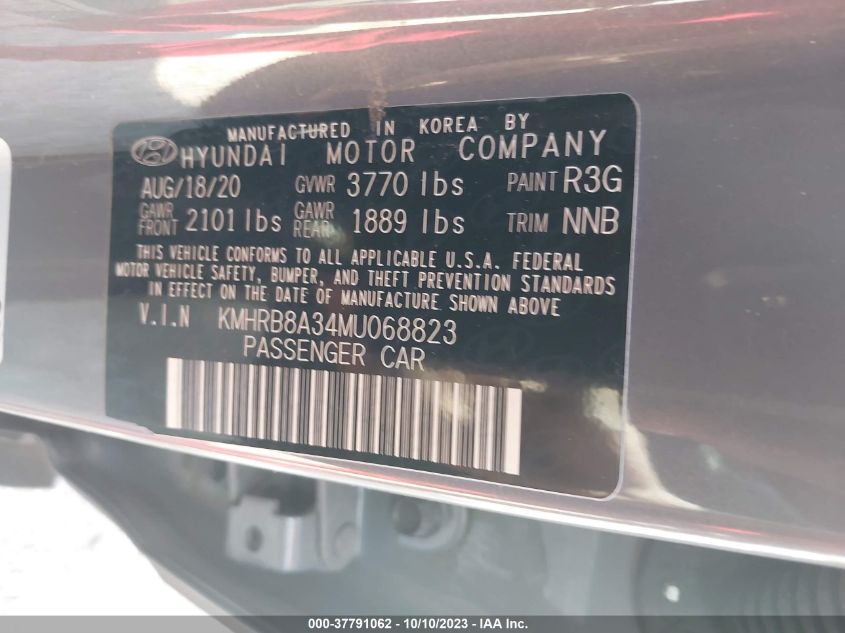 MANUFACTURED IN KOREA BY
HYUNDAI MOTOR COMPANY
AUG/18/20 GVWR 3770 lbs PAINT R3G
GAWR FRONT 2101 lbs GAWR REAR 1889 lbs TRIM NNB
THIS VEHICLE CONFORMS TO ALL APPLICABLE U.S.A. FEDERAL
MOTOR VEHICLE SAFETY, BUMPER, AND THEFT PREVENTION STANDARDS
IN EFFECT ON THE DATE OF MANUFACTURE SHOWN ABOVE
V.I.N KMHRB8A34MU068823
PASSENGER CAR
000-37791062 - 10/10/2023 - IAA Inc.